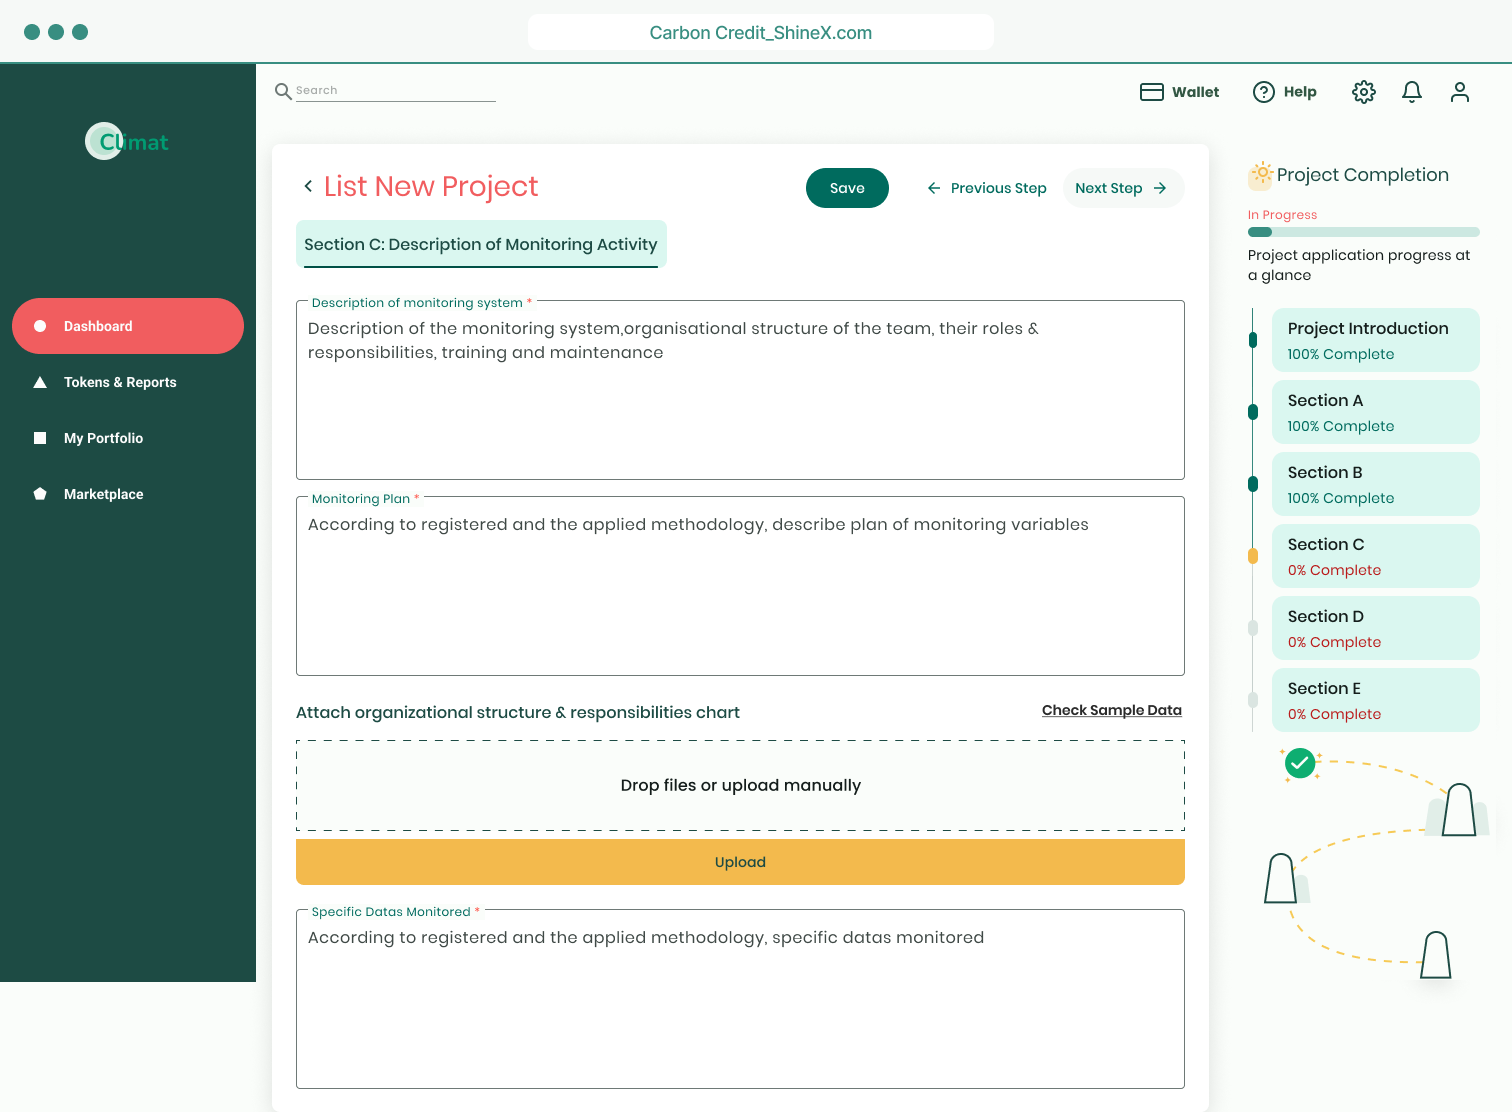 Carbon Credit_ShineX.com
Search
Wallet
Help
Climat
Dashboard
Tokens & Reports
My Portfolio
Marketplace
List New Project
Save
Previous Step
Next Step
Section C: Description of Monitoring Activity
Description of monitoring system *
Description of the monitoring system,organisational structure of the team, their roles &
responsibilities, training and maintenance
Monitoring Plan *
According to registered and the applied methodology, describe plan of monitoring variables
Attach organizational structure & responsibilities chart
Check Sample Data
Drop files or upload manually
Upload
Specific Datas Monitored *
According to registered and the applied methodology, specific datas monitored
Project Completion
In Progress
Project application progress at
a glance
Project Introduction
100% Complete
Section A
100% Complete
Section B
100% Complete
Section C
0% Complete
Section D
0% Complete
Section E
0% Complete